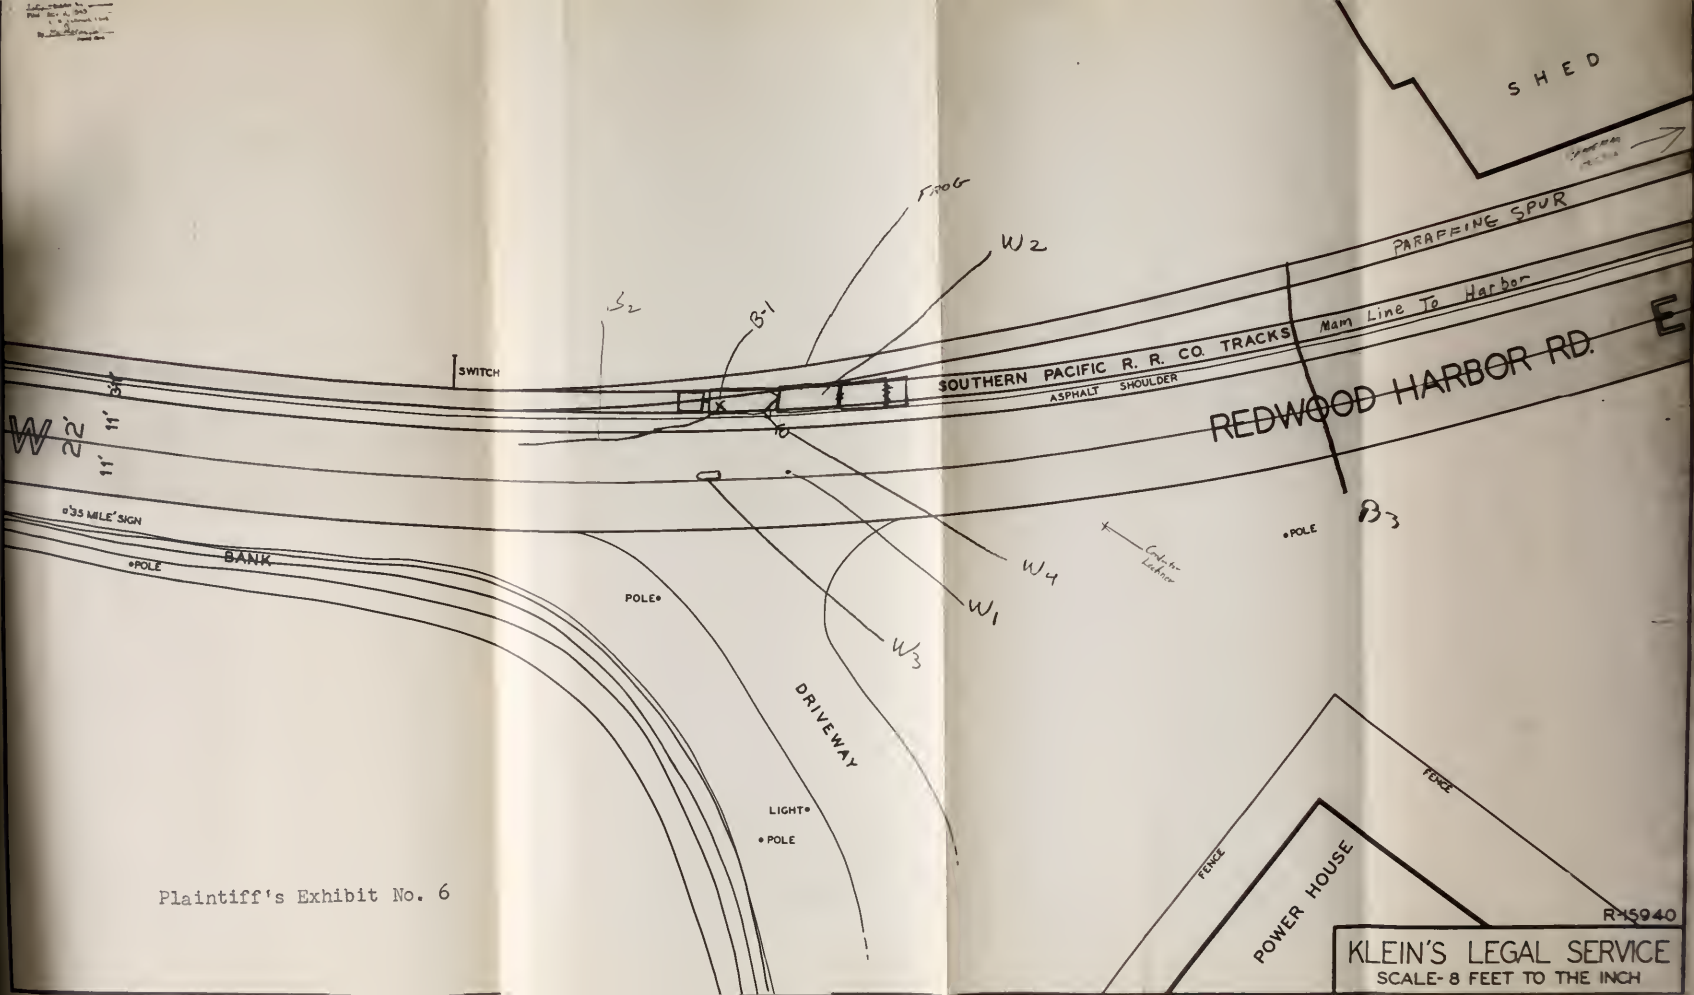 SHED
FROG
W2
PARAFFINE SPUR
B-1
Main Line To Harbor
E
SWITCH
SOUTHERN PACIFIC R. R. CO. TRACKS
ASPHALT SHOULDER
REDWOOD HARBOR RD.
3'
11'
W
22'
11'
B3
"35 MILE" SIGN
POLE
BANK
POLE
W4
POLE
W1
W3
DRIVEWAY
LIGHT
POLE
FENCE
FENCE
POWER HOUSE
Plaintiff's Exhibit No. 6
R-15940
KLEIN'S LEGAL SERVICE
SCALE- 8 FEET TO THE INCH